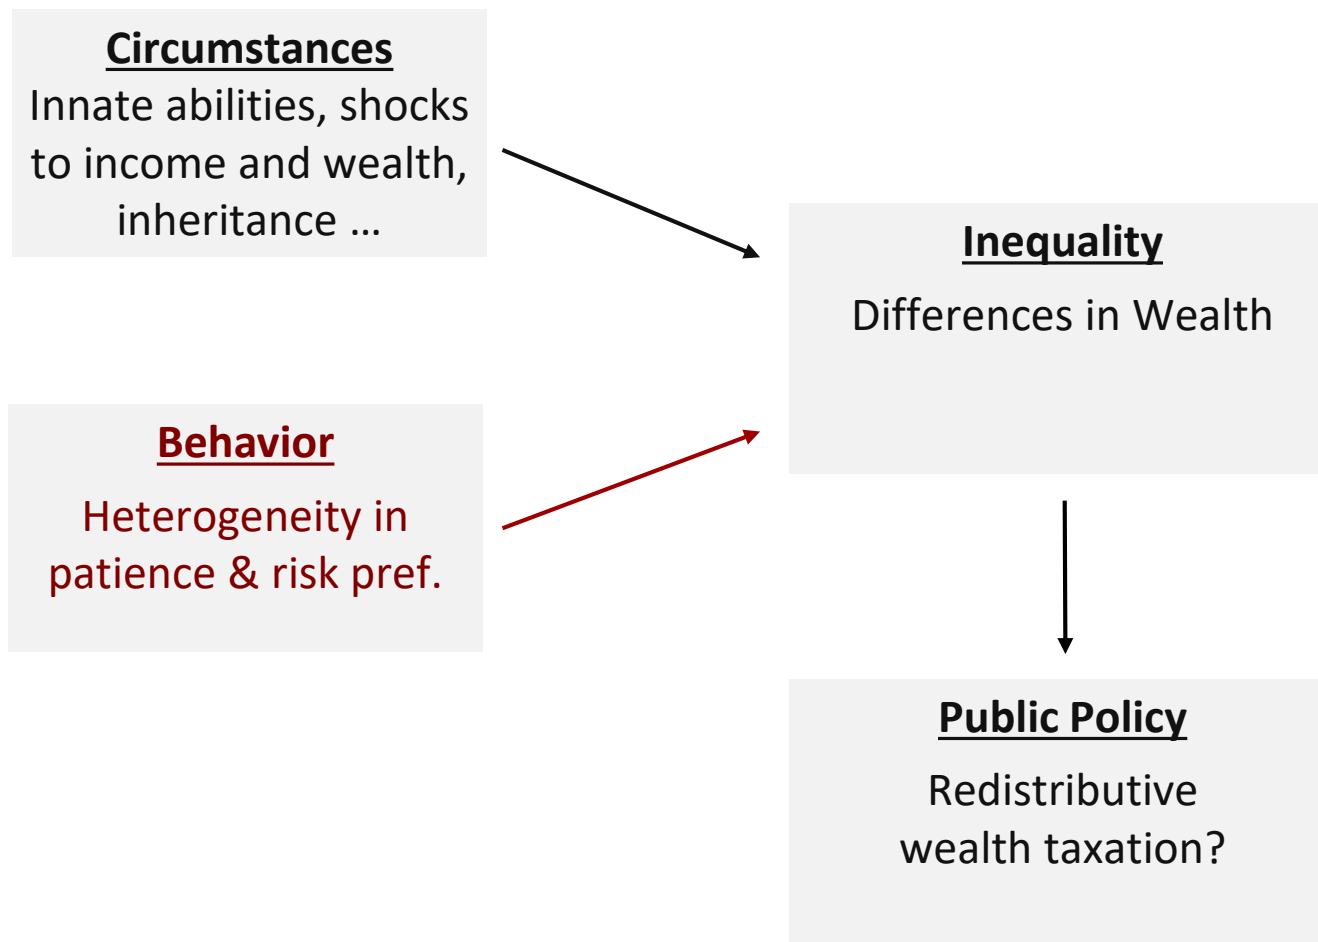 Circumstances
Innate abilities, shocks
to income and wealth,
inheritance ...
Behavior
Heterogeneity in
patience & risk pref.
Inequality
Differences in Wealth
Public Policy
Redistributive
wealth taxation?